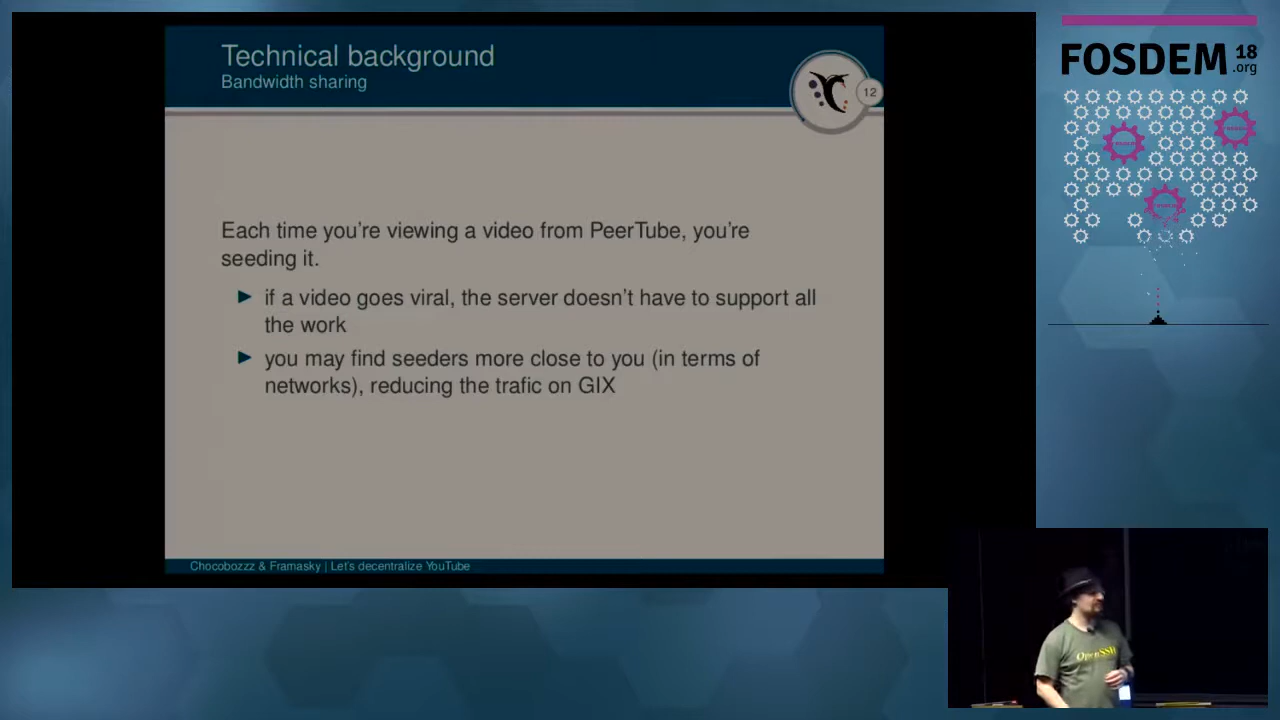 Technical background
Bandwidth sharing
12
Each time you're viewing a video from PeerTube, you're
seeding it.
if a video goes viral, the server doesn't have to support all
the work
you may find seeders more close to you (in terms of
networks), reducing the trafic on GIX
Chocobozzz & Framasky | Let's decentralize YouTube
FOSDEM 18
.org
OpenSSH